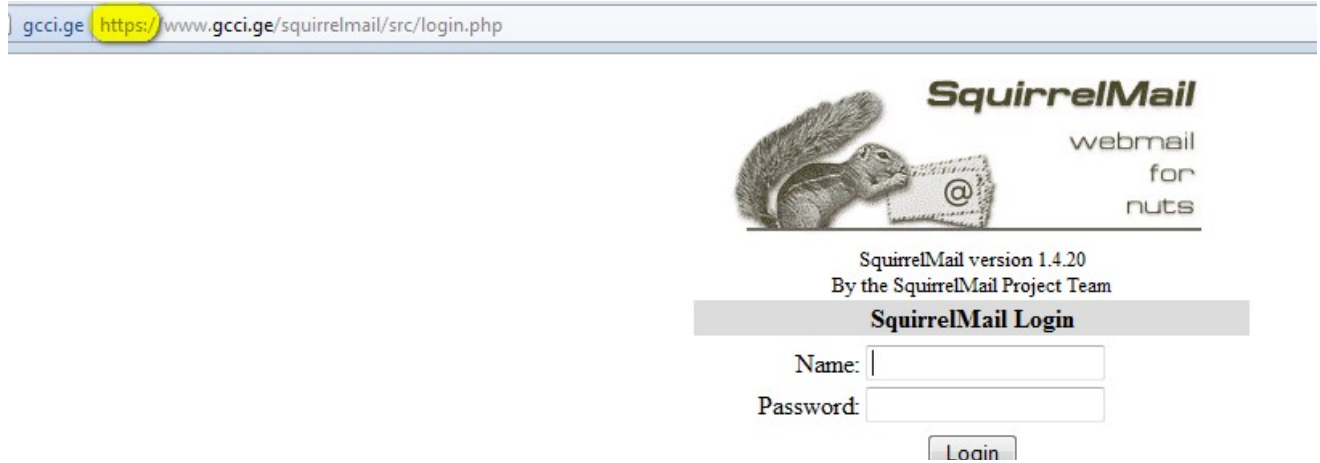 gcci.ge https://www.gcci.ge/squirrelmail/src/login.php
SquirrelMail
webmail
for
nuts
@
SquirrelMail version 1.4.20
By the SquirrelMail Project Team
SquirrelMail Login
Name:
Password:
Login